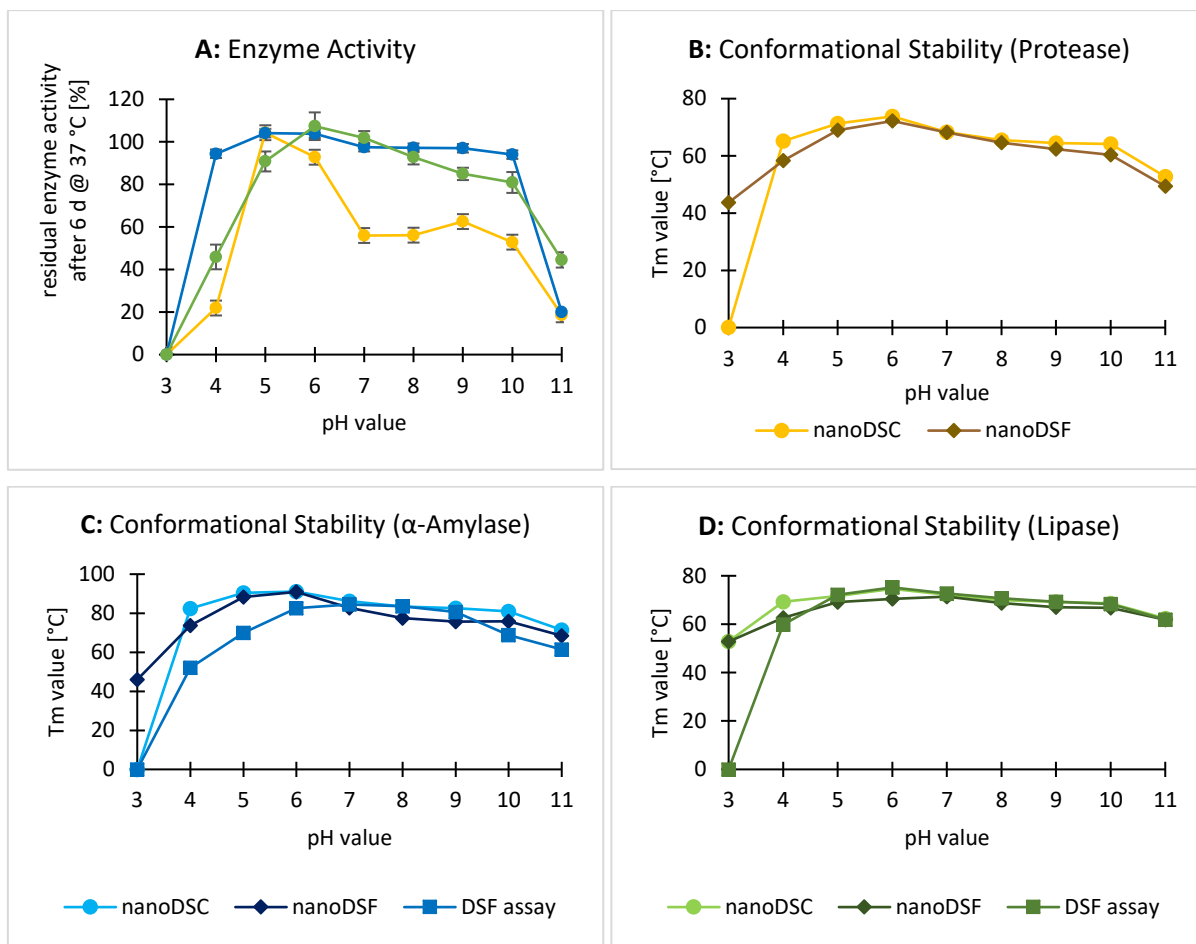 A: Enzyme Activity
residual enzyme activity
after 6 d @ 37 °C [%]
120
100
80
60
40
20
0
3 4 5 6 7 8 9 10 11
pH value
B: Conformational Stability (Protease)
Tm value [°C]
80
60
40
20
0
3 4 5 6 7 8 9 10 11
pH value
nanoDSC nanoDSF
C: Conformational Stability (α-Amylase)
Tm value [°C]
100
80
60
40
20
0
3 4 5 6 7 8 9 10 11
pH value
nanoDSC nanoDSF DSF assay
D: Conformational Stability (Lipase)
Tm value [°C]
80
60
40
20
0
3 4 5 6 7 8 9 10 11
pH value
nanoDSC nanoDSF DSF assay